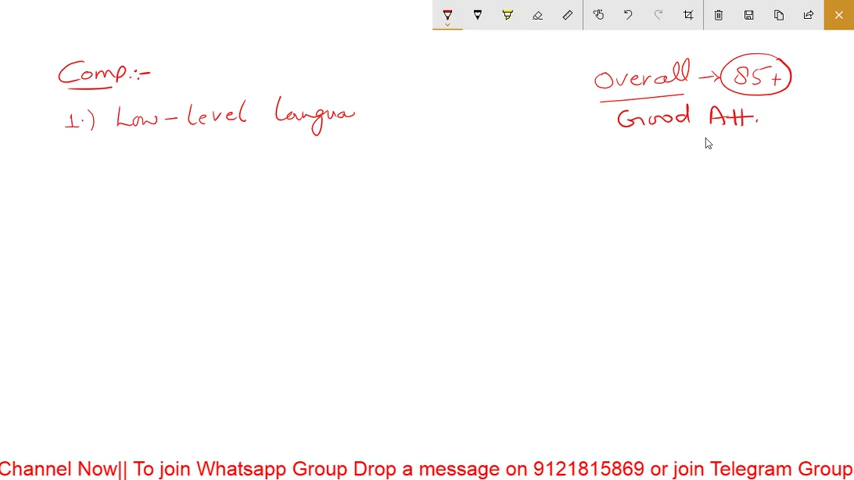 Comp.:-
1.) Low-level langua
Overall → 85+
Good Att.
Channel Now|| To join Whatsapp Group Drop a message on 9121815869 or join Telegram Group